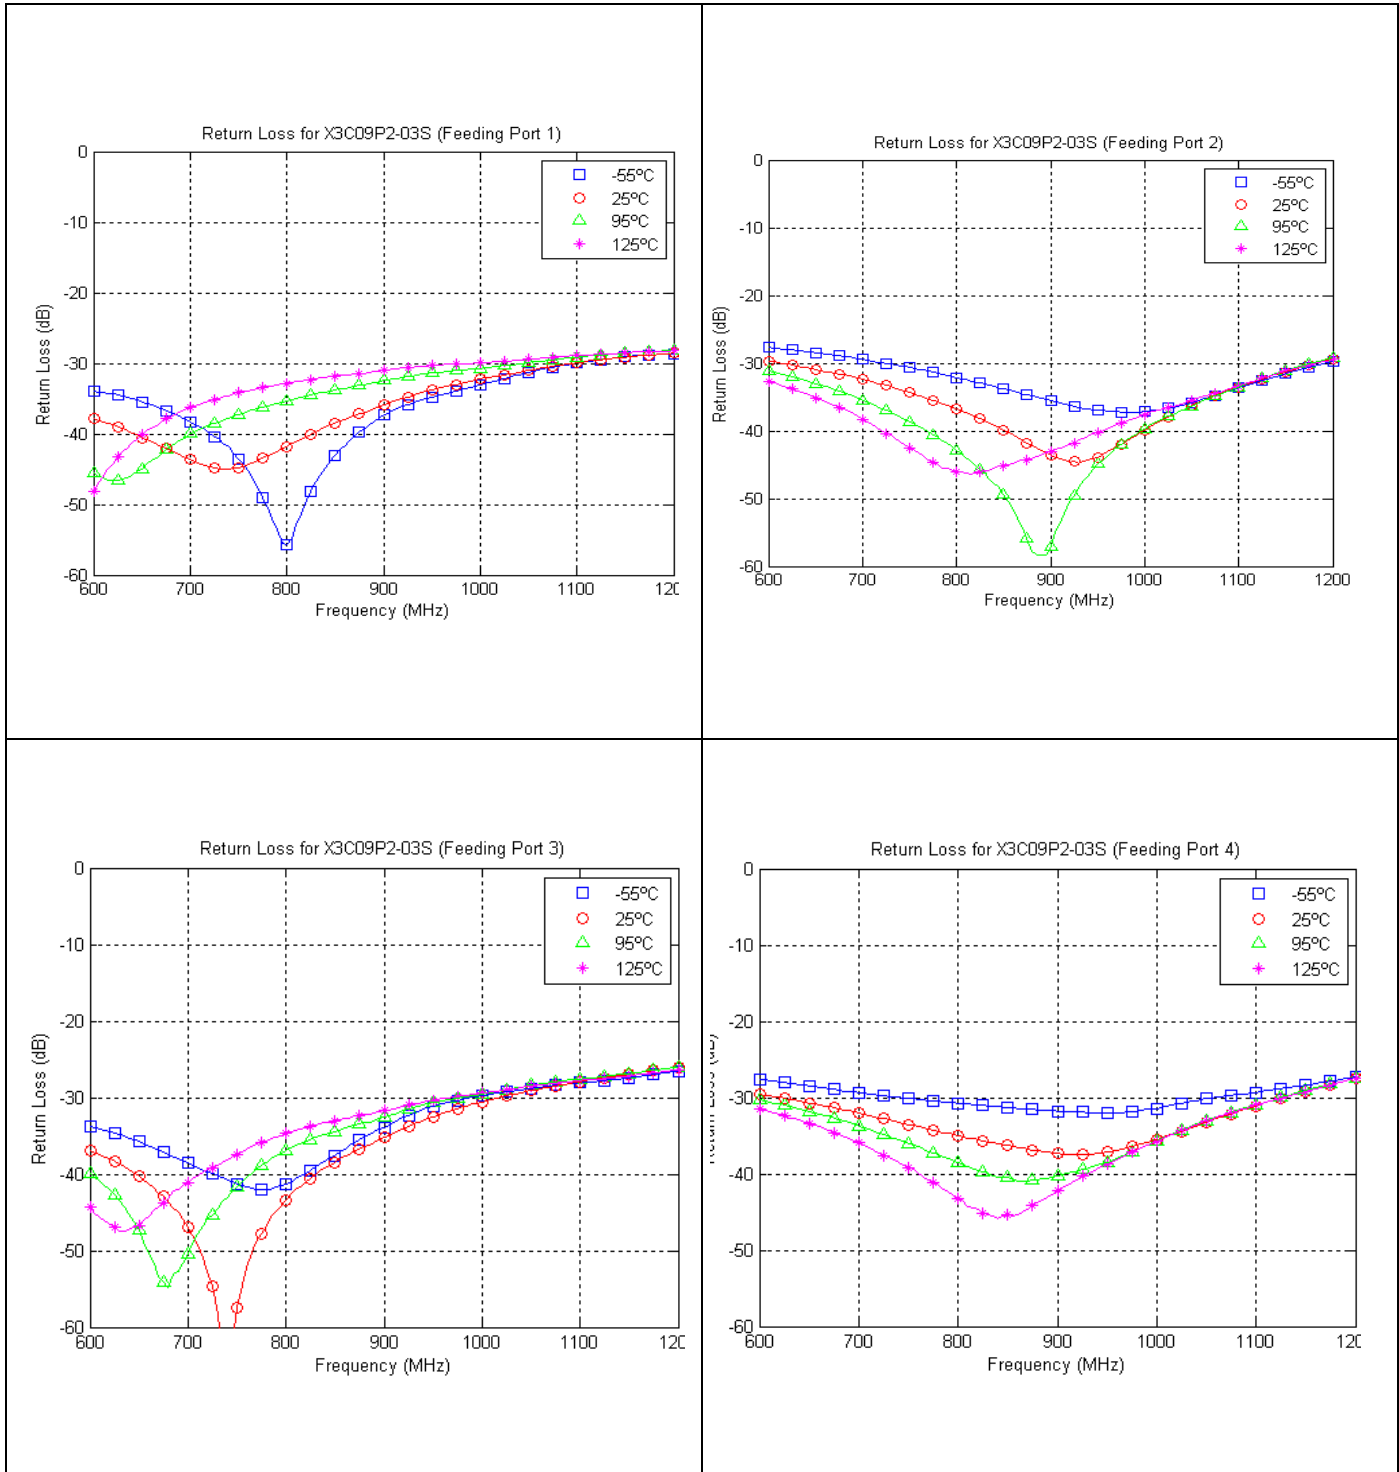 Return Loss for X3C09P2-03S (Feeding Port 1)
0
-10
-20
-30
-40
-50
-60
Return Loss (dB)
-55ºC
25ºC
95ºC
125ºC
600 700 800 900 1000 1100 120
Frequency (MHz)
Return Loss for X3C09P2-03S (Feeding Port 2)
0
-10
-20
-30
-40
-50
-60
Return Loss (dB)
-55ºC
25ºC
95ºC
125ºC
600 700 800 900 1000 1100 1200
Frequency (MHz)
Return Loss for X3C09P2-03S (Feeding Port 3)
0
-10
-20
-30
-40
-50
-60
Return Loss (dB)
-55ºC
25ºC
95ºC
125ºC
600 700 800 900 1000 1100 120
Frequency (MHz)
Return Loss for X3C09P2-03S (Feeding Port 4)
0
-10
-20
-30
-40
-50
-60
Return Loss (dB)
-55ºC
25ºC
95ºC
125ºC
600 700 800 900 1000 1100 120
Frequency (MHz)